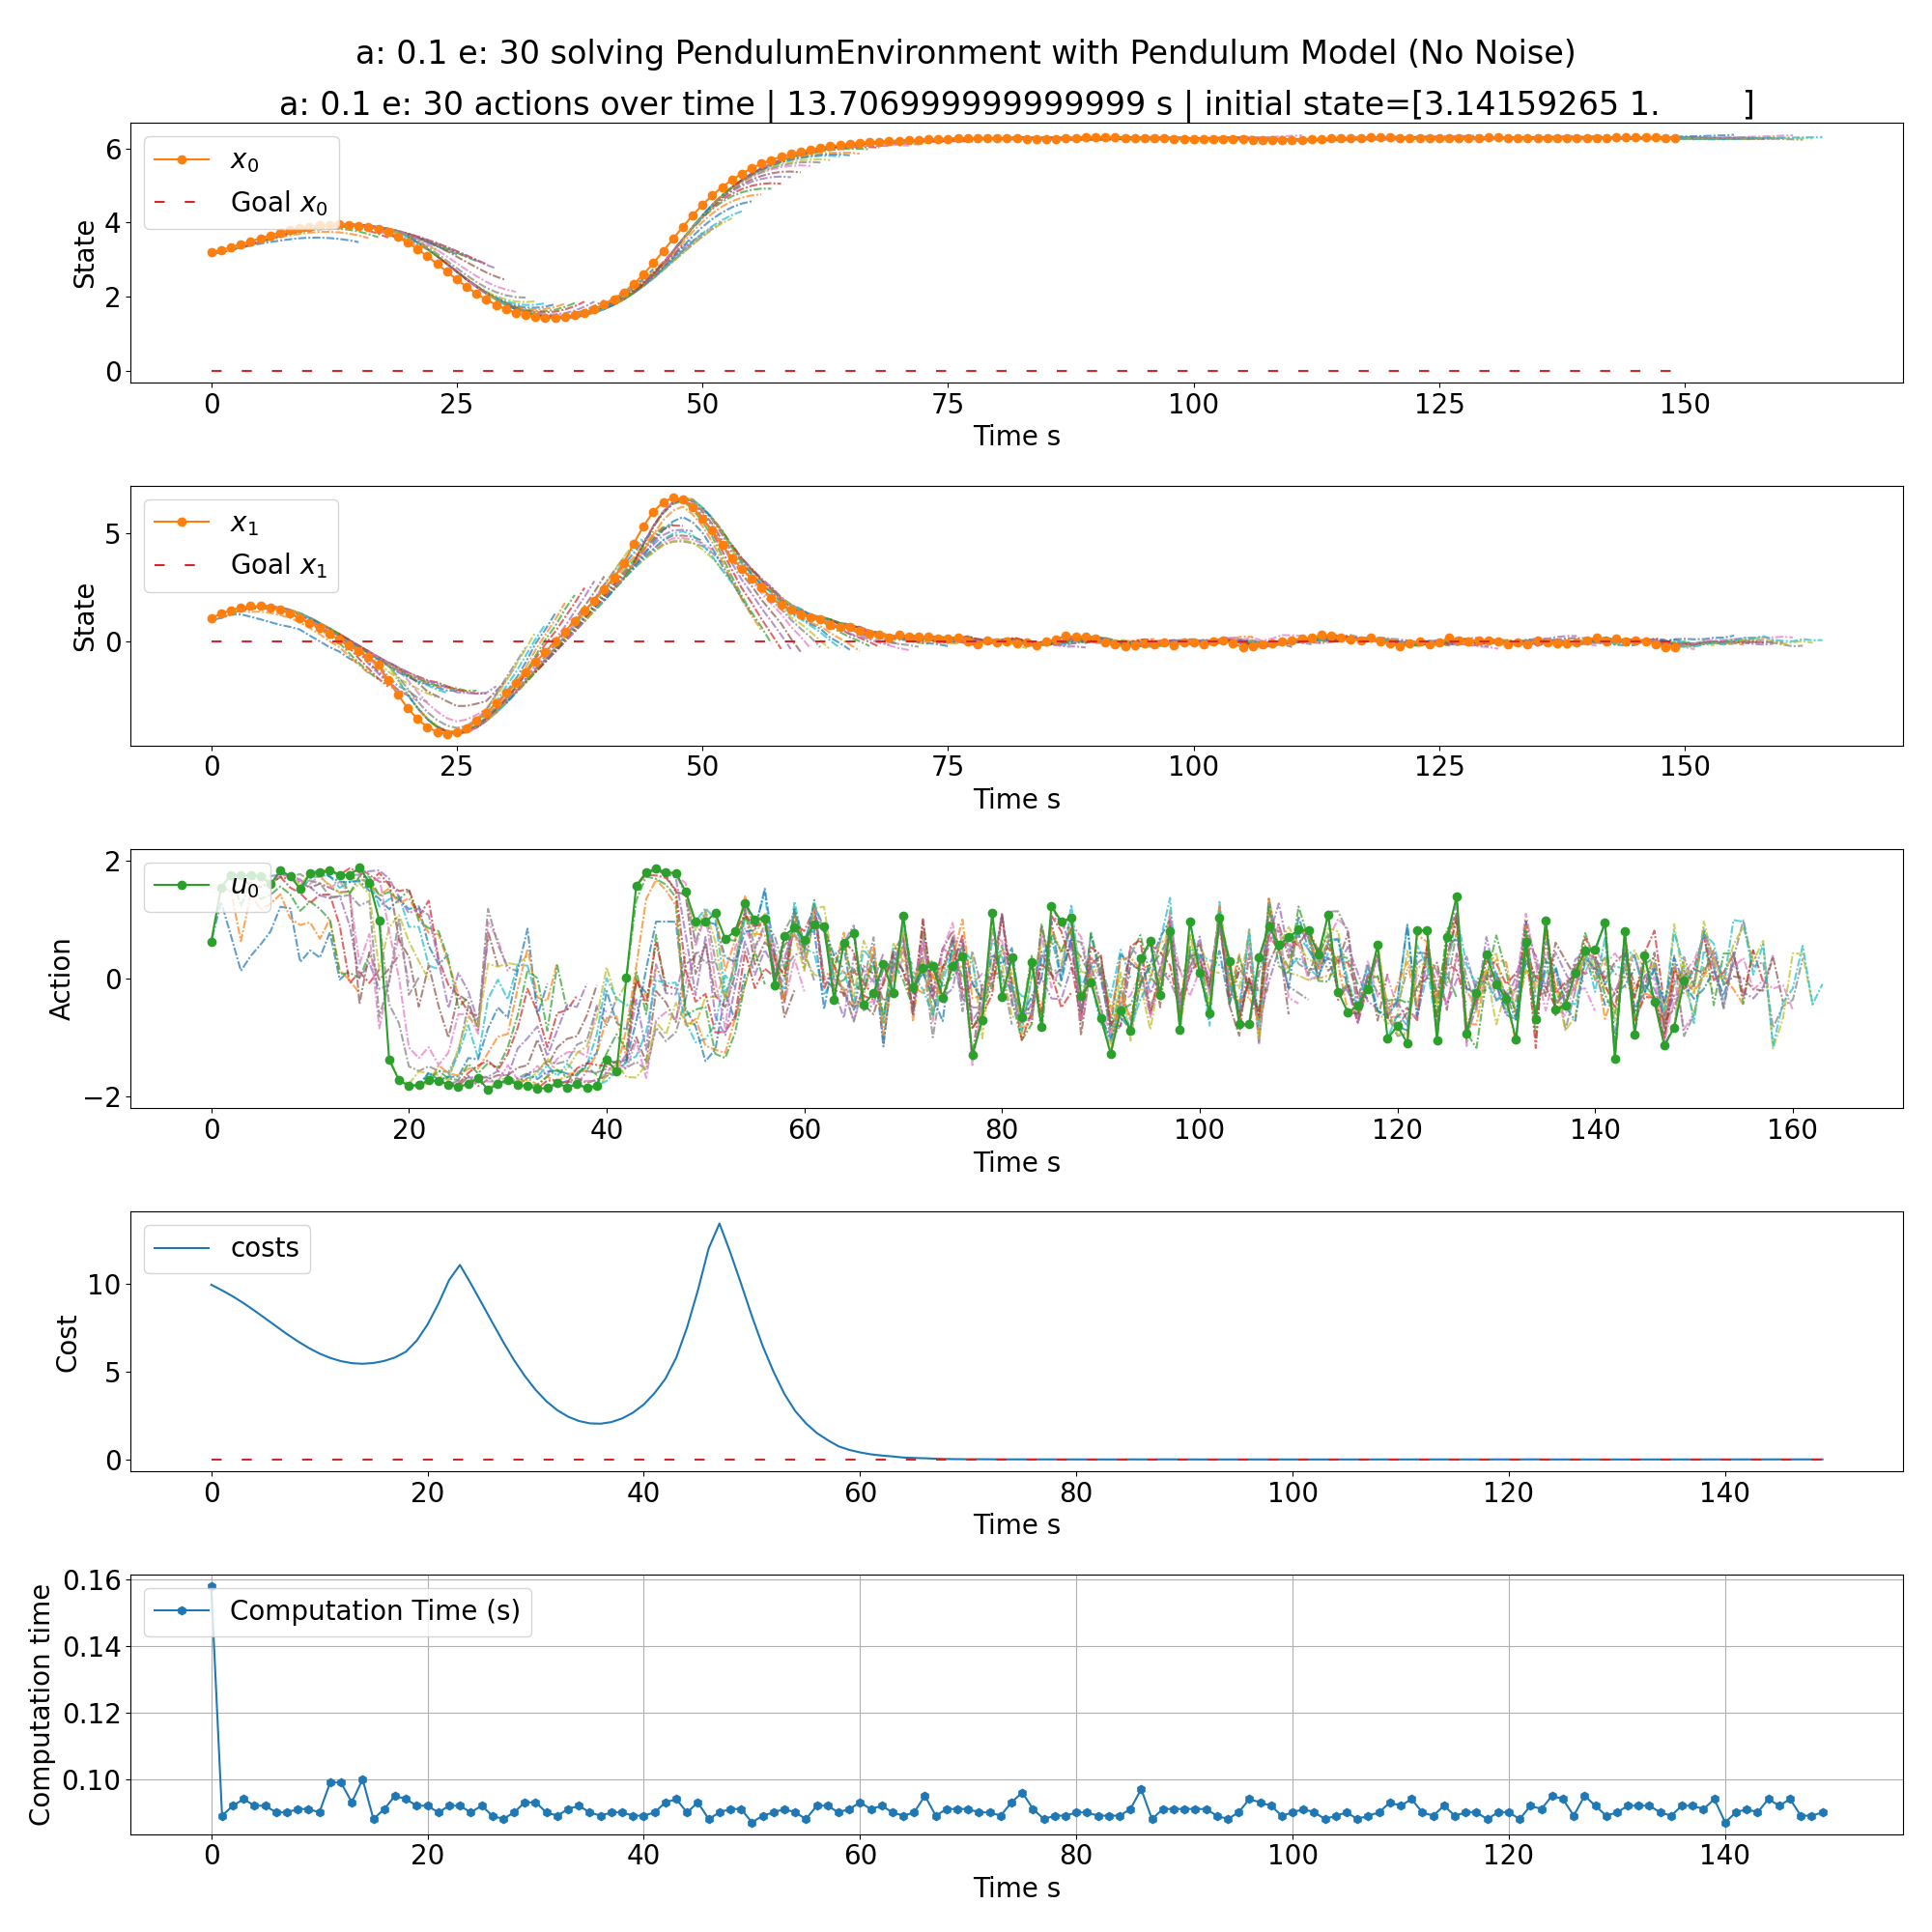 a: 0.1 e: 30 solving PendulumEnvironment with Pendulum Model (No Noise)
a: 0.1 e: 30 actions over time | 13.706999999999999 s | initial state=[3.14159265 1.         ]
6
4
2
0
State
x₀
Goal x₀
0 25 50 75 100 125 150
Time s
5
0
State
x₁
Goal x₁
0 25 50 75 100 125 150
Time s
2
0
−2
Action
u₀
0 20 40 60 80 100 120 140 160
Time s
10
5
0
Cost
costs
0 20 40 60 80 100 120 140
Time s
0.16
0.14
0.12
0.10
Computation time
Computation Time (s)
0 20 40 60 80 100 120 140
Time s